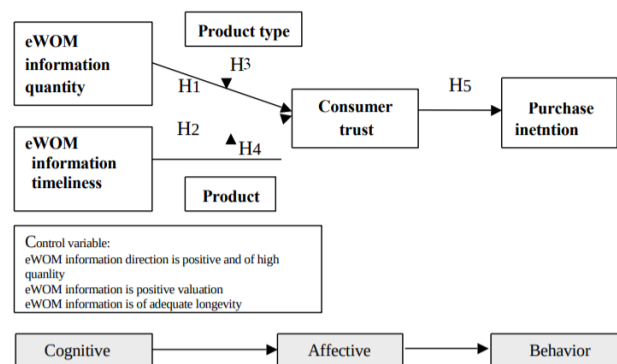 Product type
eWOM
information
quantity
H3
H1
H5
Consumer
trust
Purchase
inetntion
H2
H4
eWOM
information
timeliness
Product
Control variable:
eWOM information direction is positive and of high
quanlity
eWOM information is positive valuation
eWOM information is of adequate longevity
Cognitive
Affective
Behavior